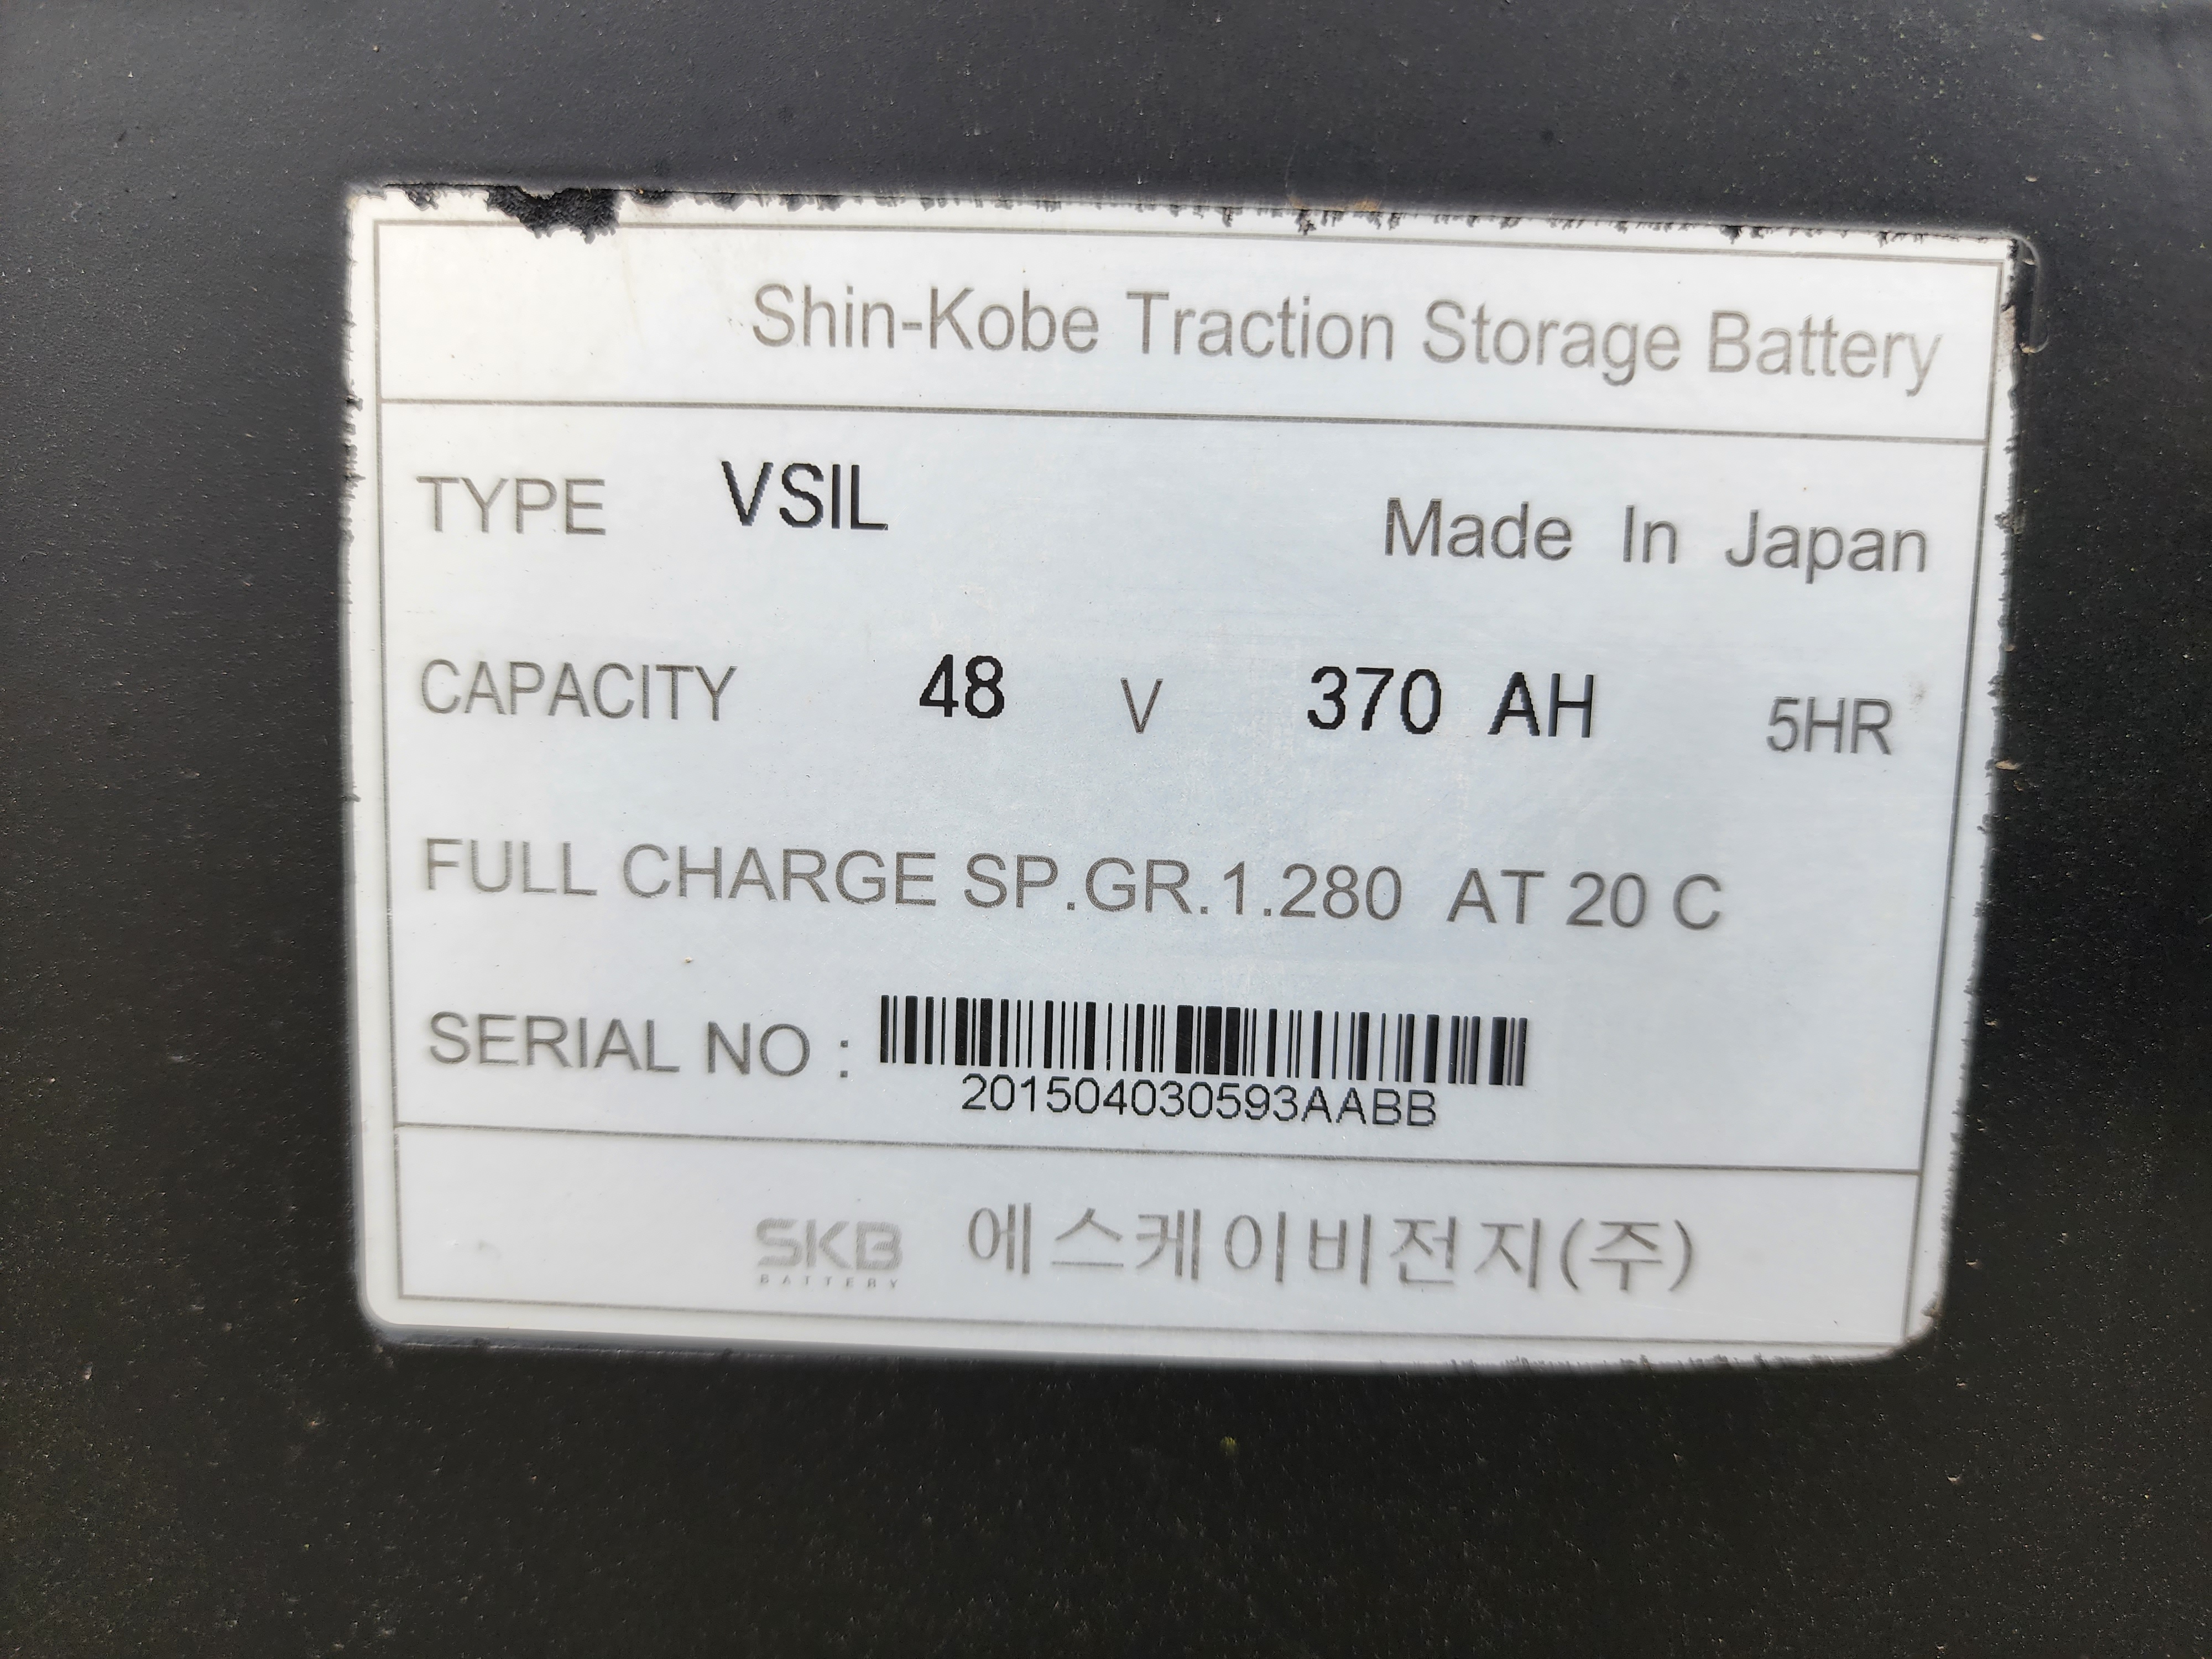 Shin-Kobe Traction Storage Battery
TYPE VSIL Made In Japan
CAPACITY 48 V 370 AH 5HR
FULL CHARGE SP.GR.1.280 AT 20 C
SERIAL NO :
201504030593AABB
SKB 에스케이비전지(주)
BATTERY